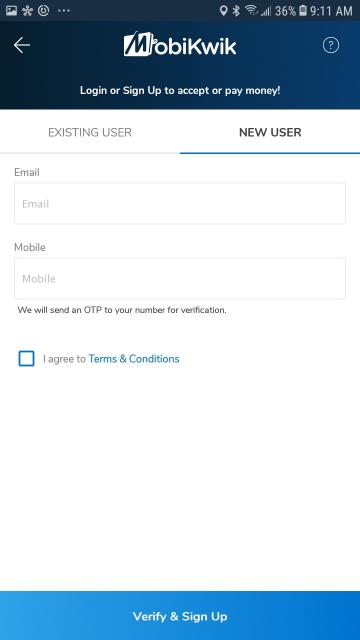 36% 9:11 AM
MobiKwik
?
Login or Sign Up to accept or pay money!
EXISTING USER NEW USER
Email
Email
Mobile
Mobile
We will send an OTP to your number for verification.
I agree to Terms & Conditions
Verify & Sign Up